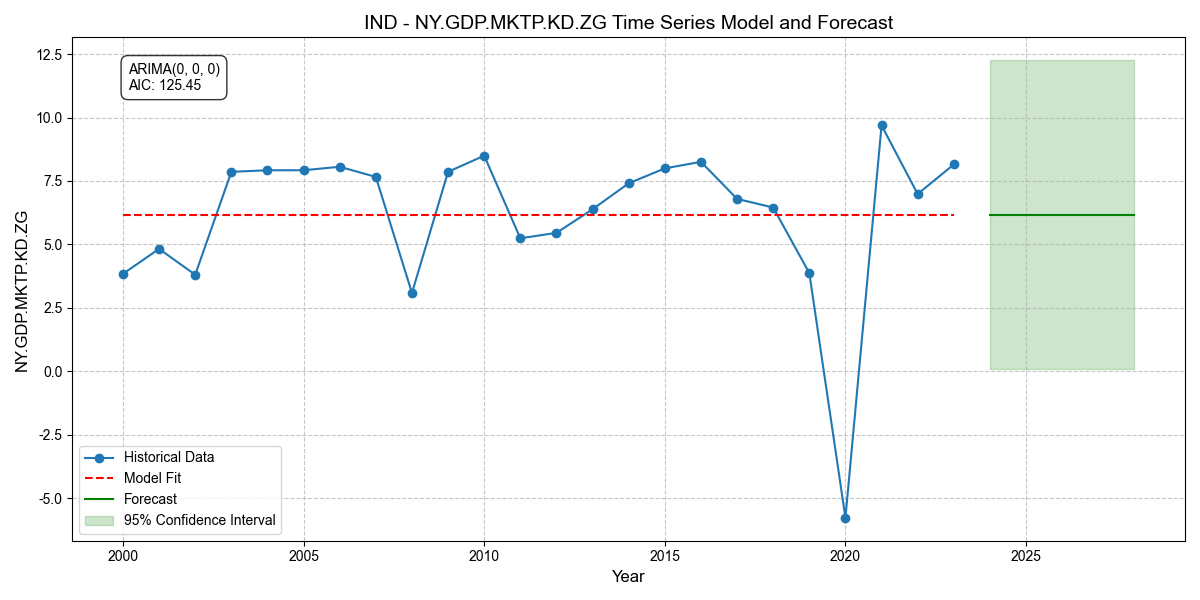 IND - NY.GDP.MKTP.KD.ZG Time Series Model and Forecast
ARIMA(0, 0, 0)
AIC: 125.45
NY.GDP.MKTP.KD.ZG
12.5
10.0
7.5
5.0
2.5
0.0
-2.5
-5.0
Historical Data
Model Fit
Forecast
95% Confidence Interval
2000
2005
2010
2015
2020
2025
Year